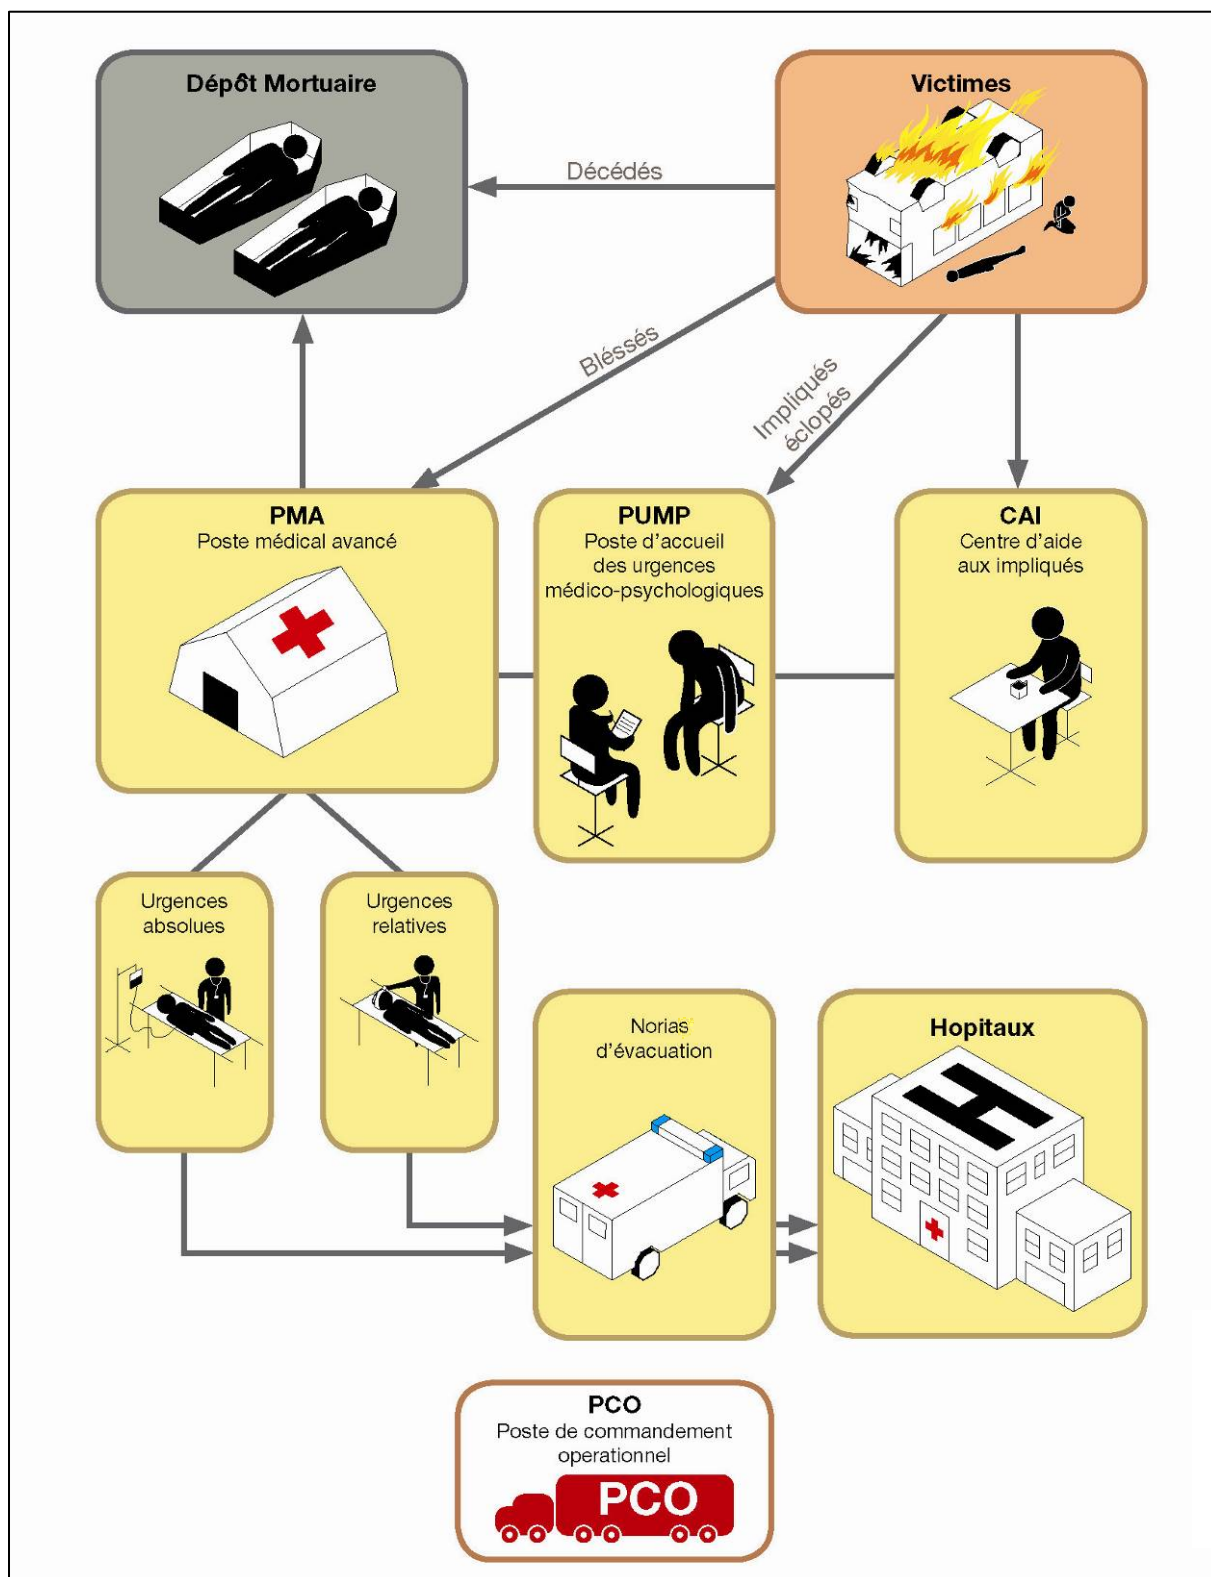 Dépôt Mortuaire
Victimes
Décédés
Bléssés
Impliqués
éclopés
PMA
Poste médical avancé
PUMP
Poste d'accueil
des urgences
médico-psychologiques
CAI
Centre d'aide
aux impliqués
Urgences
absolues
Urgences
relatives
Norias
d'évacuation
Hopitaux
PCO
Poste de commandement
operationnel
PCO